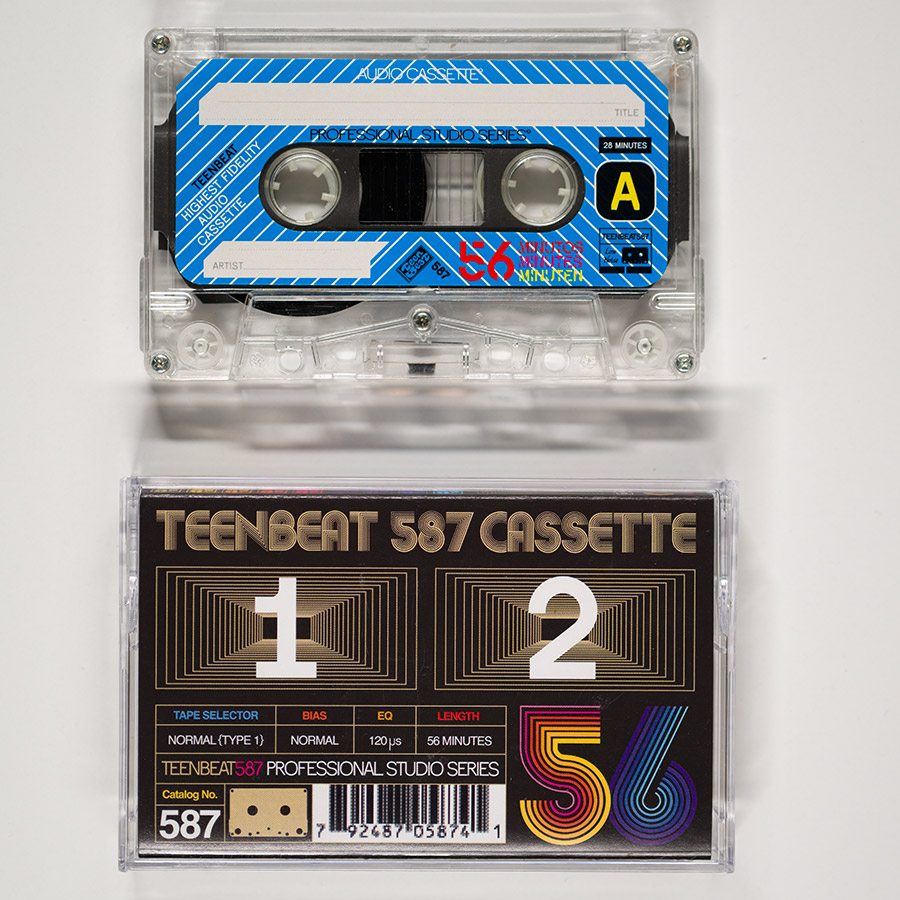 AUDIO CASSETTE
TITLE
PROFESSIONAL STUDIO SERIES
28 MINUTES
TEENBEAT
HIGHEST FIDELITY
AUDIO
CASSETTE
A
TEENBEAT587
ARTIST
587
56
MINUTOS
MINUTES
MINUTEN
TEENBEAT 587 CASSETTE
1 2
TAPE SELECTOR BIAS EQ LENGTH
NORMAL {TYPE 1} NORMAL 120 µs 56 MINUTES
TEENBEAT587 PROFESSIONAL STUDIO SERIES
56
Catalog No.
587
7 92487 05874 1